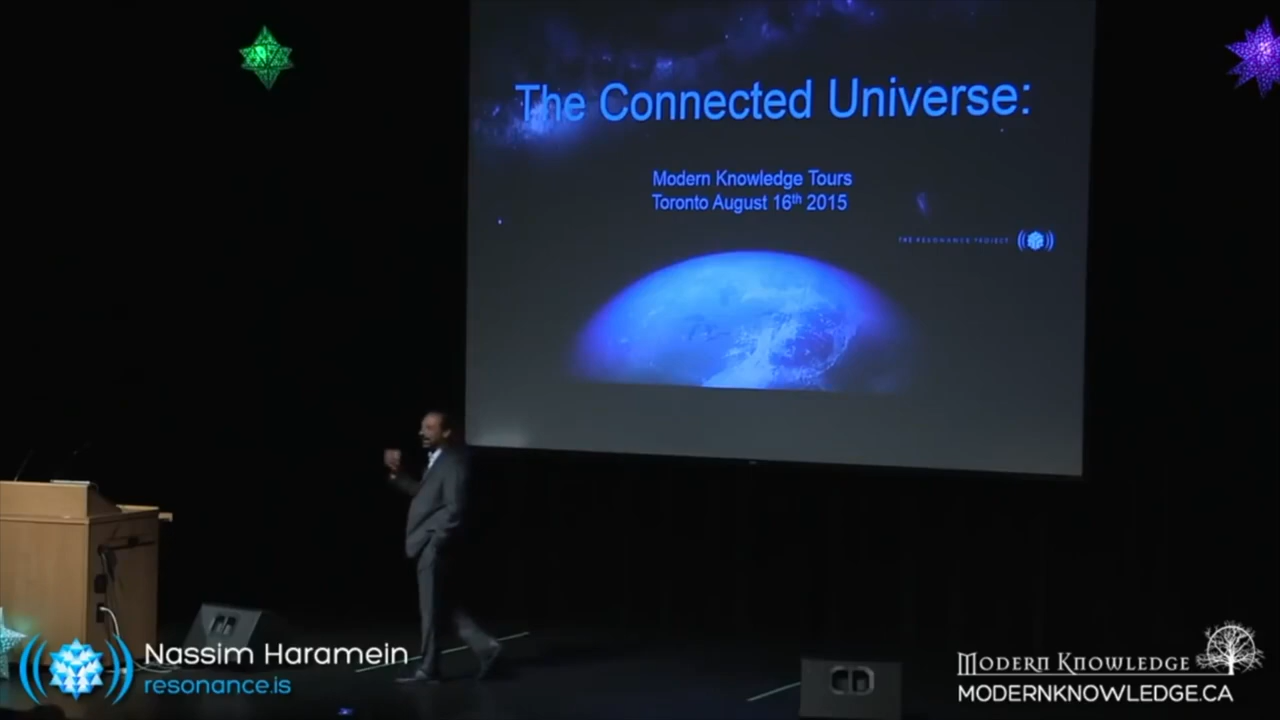 The Connected Universe:
Modern Knowledge Tours
Toronto August 16th 2015
THE RESONANCE PROJECT
Nassim Haramein
resonance.is
MODERN KNOWLEDGE
MODERNKNOWLEDGE.CA